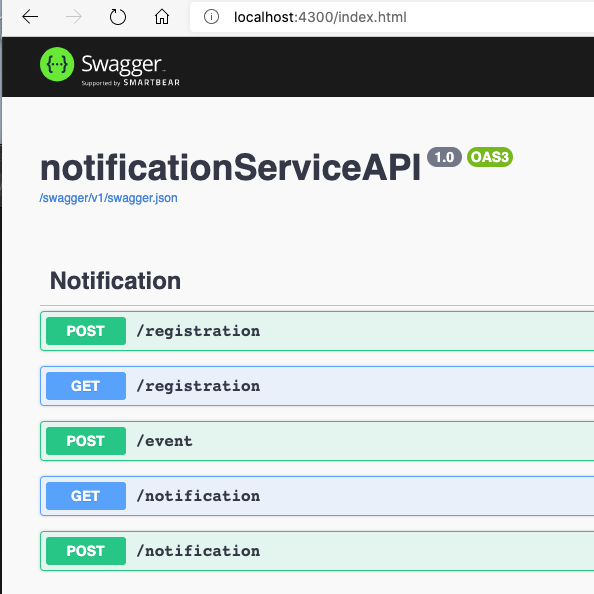 localhost:4300/index.html
{···} Swagger
Supported by SMARTBEAR
notificationServiceAPI 1.0 OAS3
/swagger/v1/swagger.json
Notification
POST /registration
GET /registration
POST /event
GET /notification
POST /notification